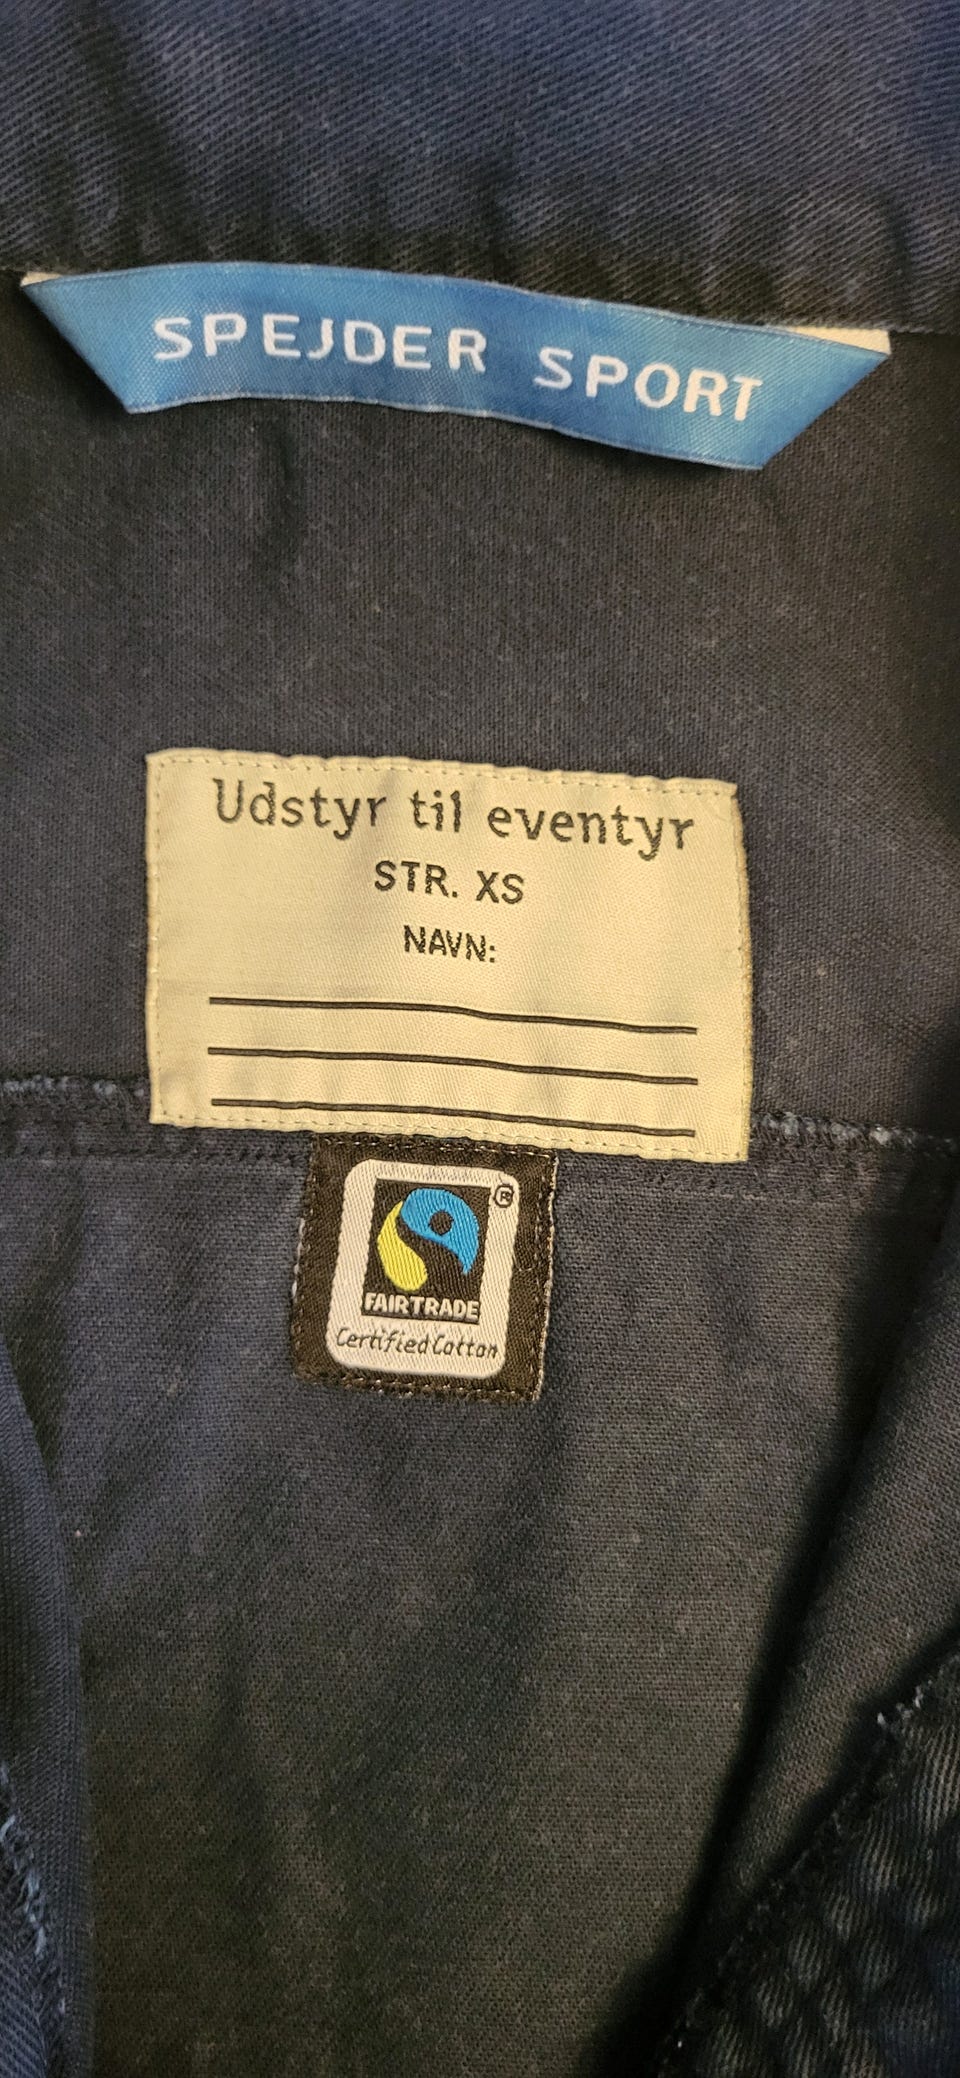 SPEJDER SPORT
Udstyr til eventyr
STR. XS
NAVN:
®
FAIRTRADE
Certified Cotton